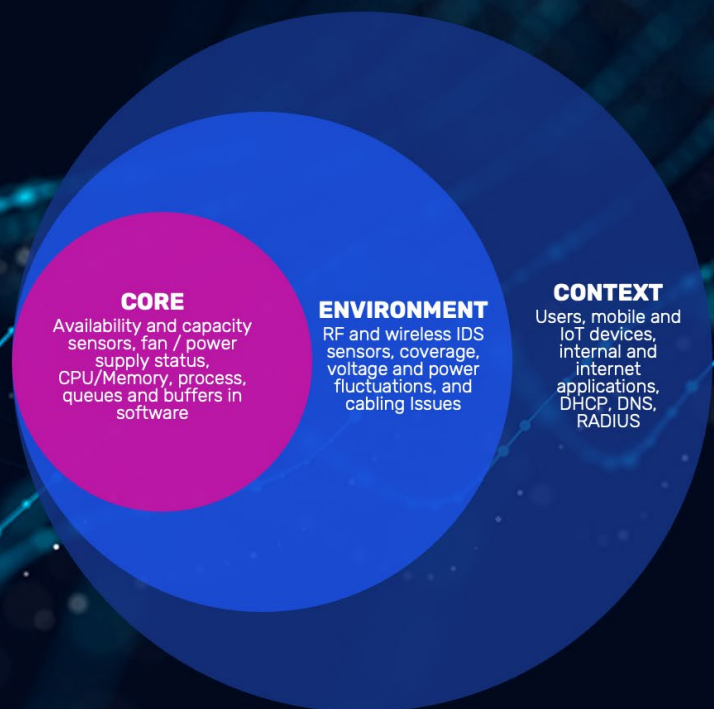 CORE
Availability and capacity
sensors, fan / power
supply status,
CPU/Memory, process,
queues and buffers in
software
ENVIRONMENT
RF and wireless IDS
sensors, coverage,
voltage and power
fluctuations, and
cabling Issues
CONTEXT
Users, mobile and
IoT devices,
internal and
internet
applications,
DHCP, DNS,
RADIUS